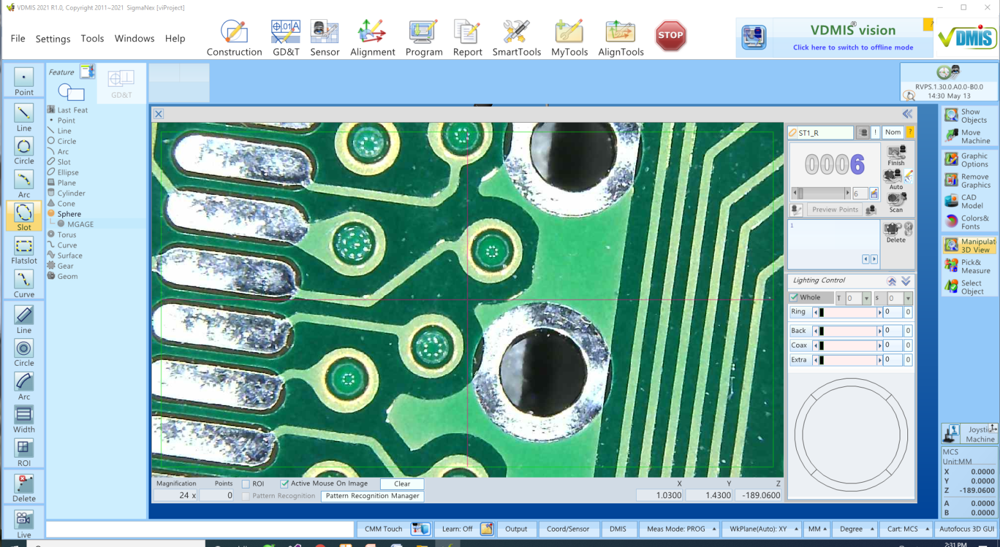 VDMIS 2021 R1.0, Copyright 2011~2021 SigmaNex [viProject]
File Settings Tools Windows Help
Construction GD&T Sensor Alignment Program Report SmartTools MyTools AlignTools
.01 A
STOP
VDMIS® vision
Click here to switch to offline mode
?
VDMIS
Point
Line
Circle
Arc
Slot
Flatslot
Curve
Line
Circle
Arc
Width
ROI
Delete
Live
Feature
GD&T
Last Feat
Point
Line
Circle
Arc
Slot
Ellipse
Plane
Cylinder
Cone
Sphere
MGAGE
Torus
Curve
Surface
Gear
Geom
RVPS.1.30.0.A0.0-B0.0
14:30 May 13
ST1_R ! Nom ?
0006
6
Preview Points
1
Finish
Auto
Scan
Delete
Lighting Control
Whole T 0 s 0
Ring 0 0
Back 0 0
Coax 0 0
Extra 0 0
Show Objects
Move Machine
Graphic Options
Remove Graphics
CAD Model
Colors& Fonts
Manipulat 3D View
Pick& Measure
Select Object
Joysti
Machine
MCS
Unit:MM
X 0.0000
Y 0.0000
Z -189.0600
A 0.0000
B 0.0000
Magnification Points ROI Active Mouse On Image Clear X Y Z
24 x 0 Pattern Recognition Pattern Recognition Manager 1.0300 1.4300 -189.0600
CMM Touch Learn: Off Output Coord/Sensor DMIS Meas Mode: PROG WkPlane(Auto): XY MM Degree Cart: MCS Autofocus 3D GUI
2:31 PM